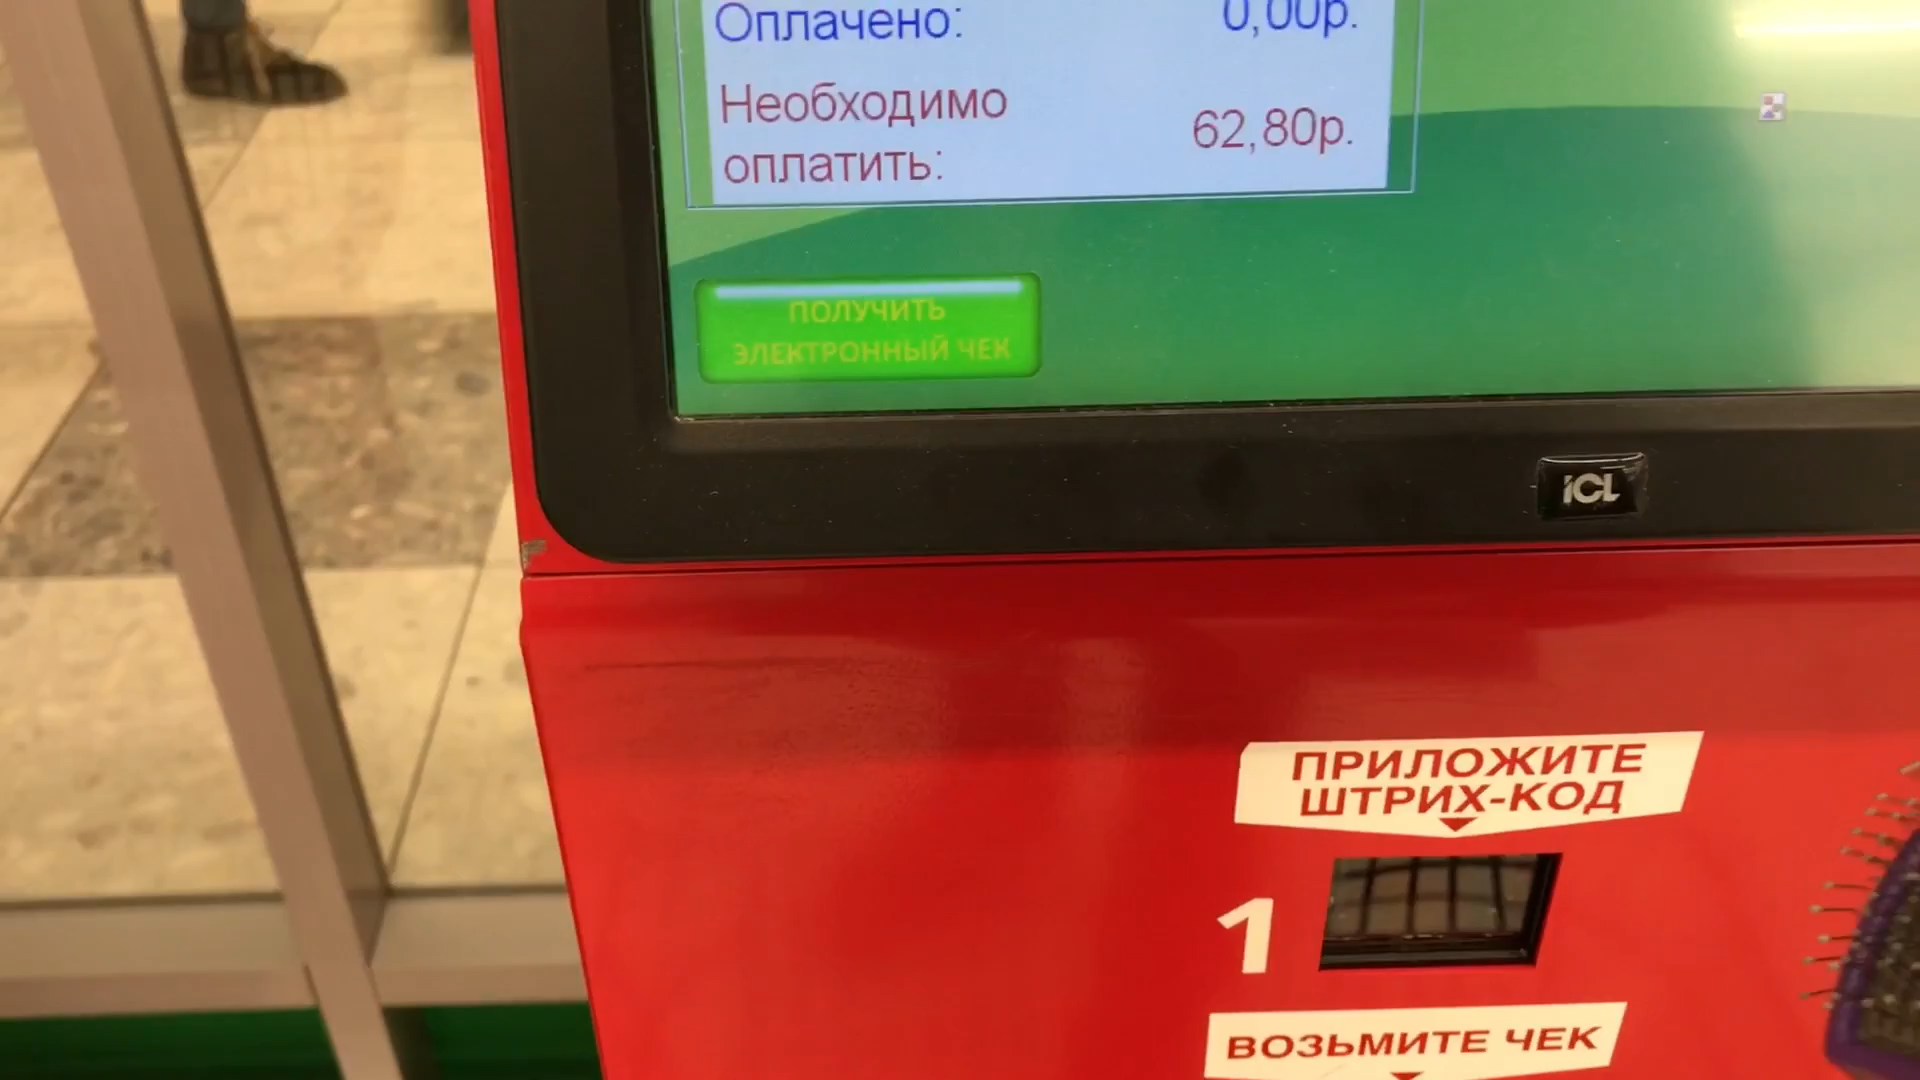 Оплачено: 0,00р.
Необходимо
оплатить: 62,80р.
ПОЛУЧИТЬ
ЭЛЕКТРОННЫЙ ЧЕК
iCL
ПРИЛОЖИТЕ
ШТРИХ-КОД
1
ВОЗЬМИТЕ ЧЕК